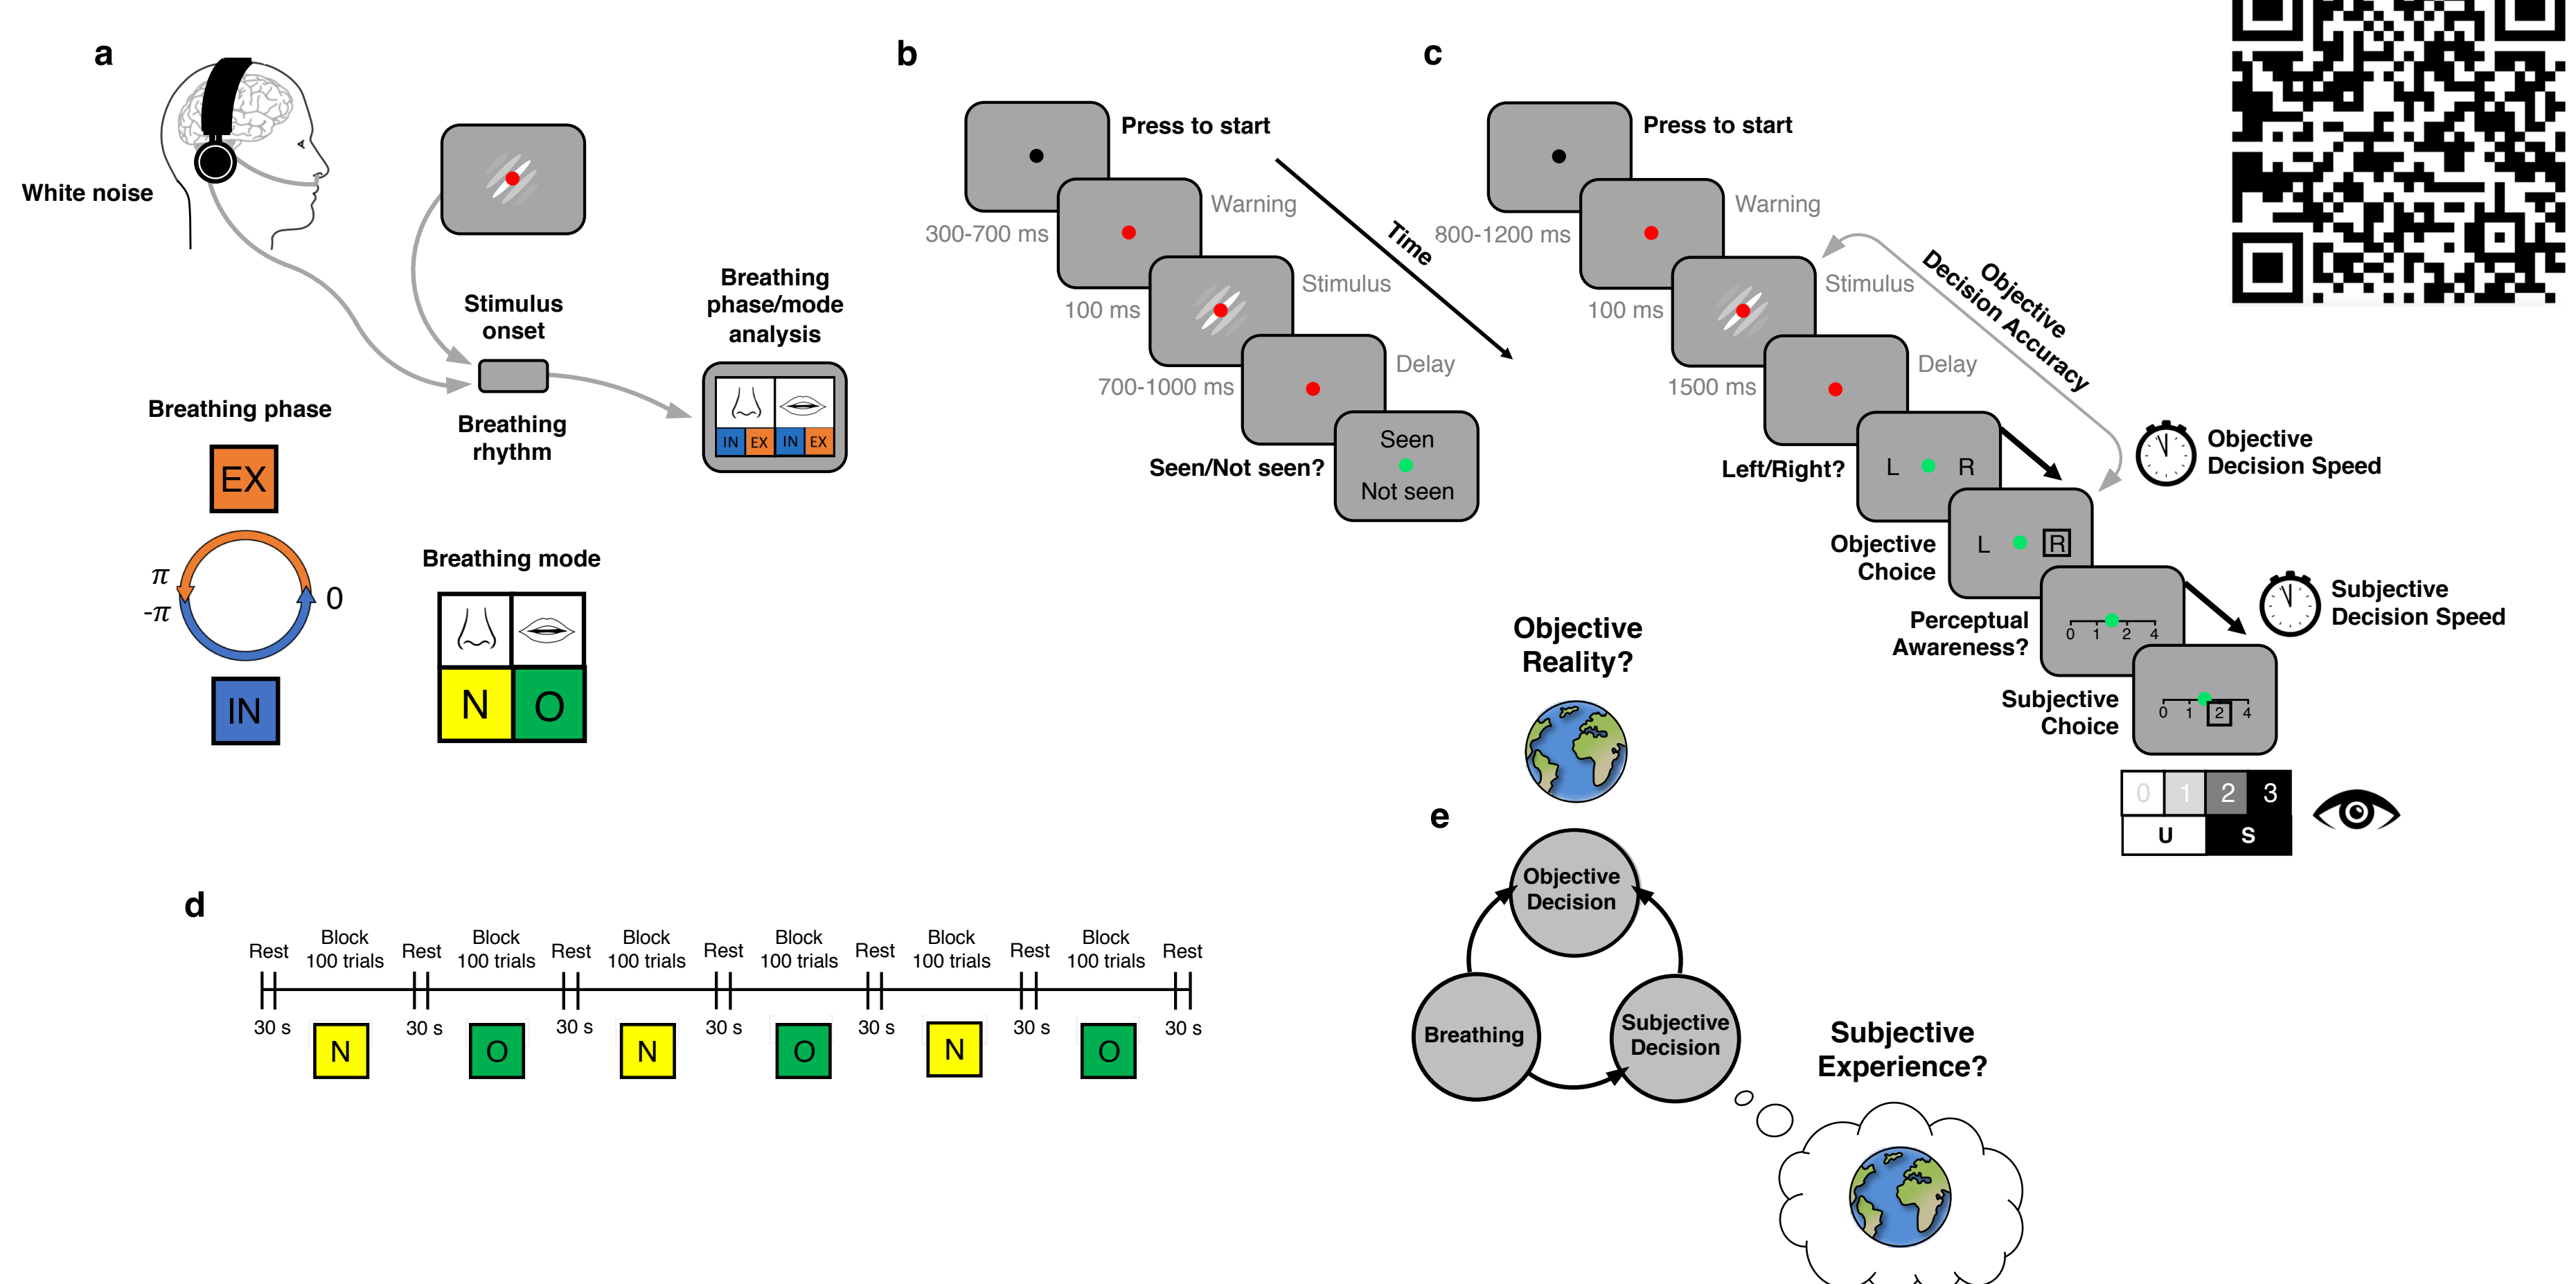 a
White noise
Stimulus
onset
Breathing
rhythm
Breathing
phase/mode
analysis
IN EX IN EX
Breathing phase
EX
π
-π
0
IN
Breathing mode
N O
b
Press to start
Warning
300-700 ms
Stimulus
100 ms
Delay
700-1000 ms
Seen/Not seen?
Seen
Not seen
Time
c
Press to start
Warning
800-1200 ms
Stimulus
100 ms
Delay
1500 ms
Objective
Decision Accuracy
Left/Right?
L R
Objective
Decision Speed
Objective
Choice
L R
Perceptual
Awareness?
0 1 2 4
Subjective
Decision Speed
Subjective
Choice
0 1 2 4
0 1 2 3
U S
d
Rest Block Rest Block Rest Block Rest Block Rest Block Rest Block Rest
100 trials 100 trials 100 trials 100 trials 100 trials 100 trials
30 s 30 s 30 s 30 s 30 s 30 s 30 s
N O N O N O
Objective
Reality?
e
Objective
Decision
Breathing
Subjective
Decision
Subjective
Experience?